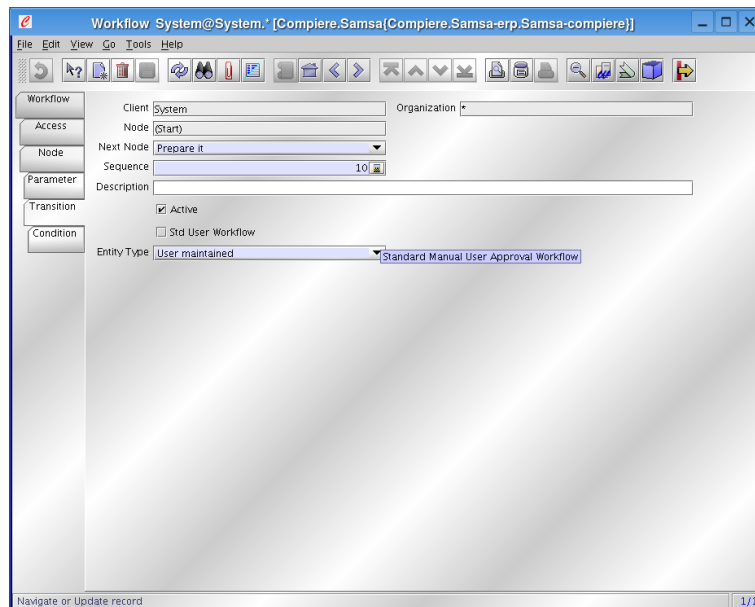 Workflow System@System.* [Compiere.Samsa{Compiere.Samsa-erp.Samsa-compiere}]
File Edit View Go Tools Help
Workflow
Access
Node
Parameter
Transition
Condition
Client System Organization *
Node (Start)
Next Node Prepare it
Sequence 10
Description
Active
Std User Workflow
Entity Type User maintained
Standard Manual User Approval Workflow
Navigate or Update record 1/1